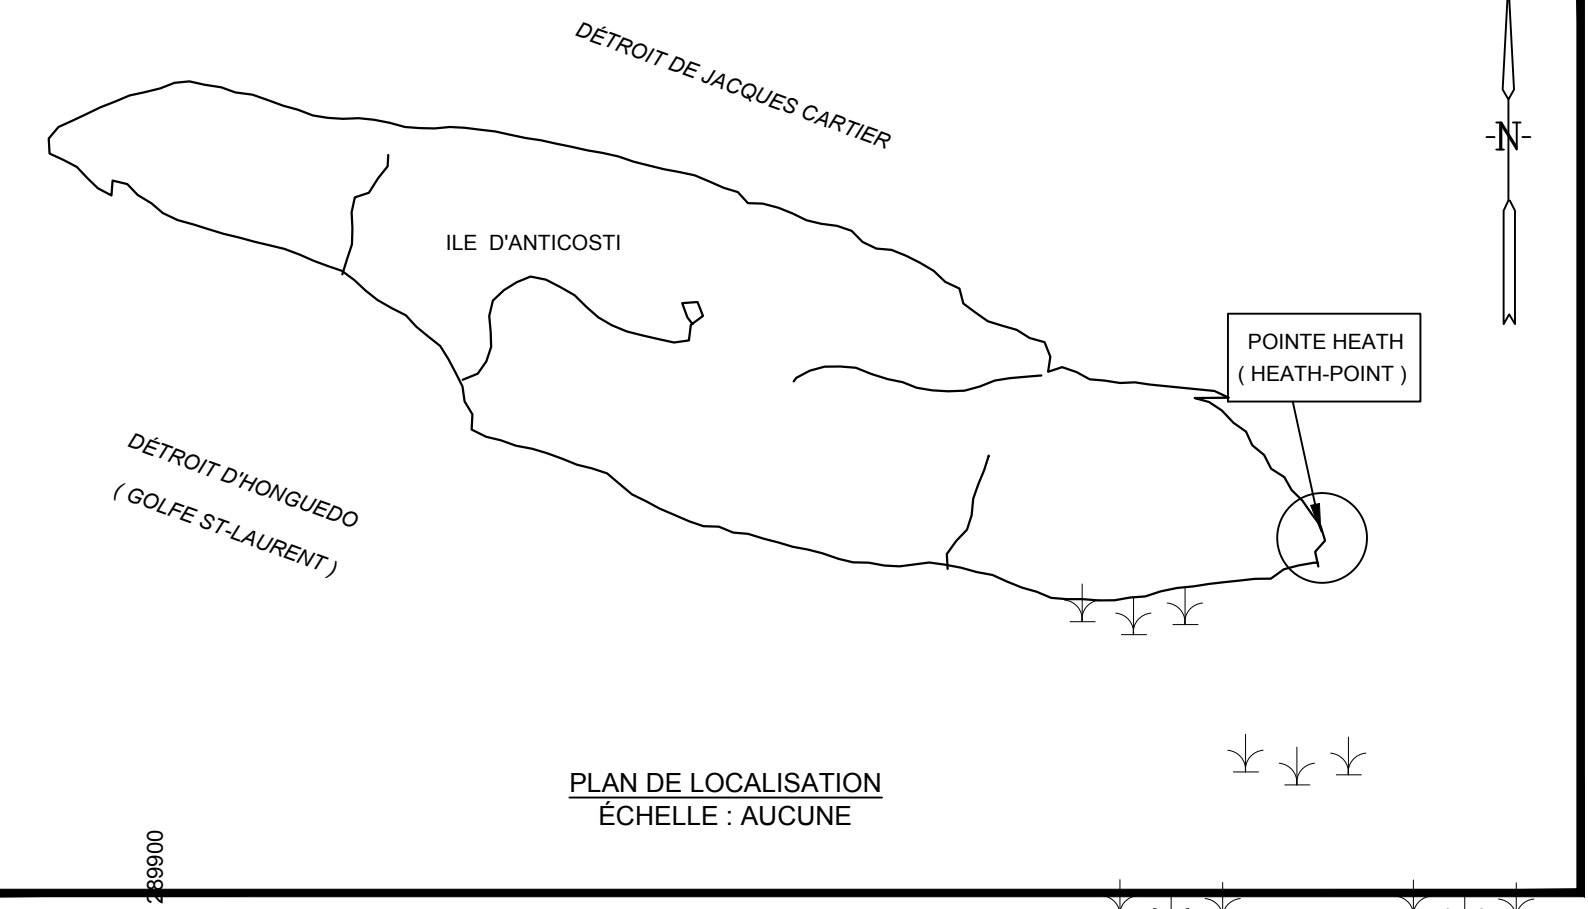 DÉTROIT DE JACQUES CARTIER
N
ILE D'ANTICOSTI
POINTE HEATH
( HEATH-POINT )
DÉTROIT D'HONGUEDO
( GOLFE ST-LAURENT )
PLAN DE LOCALISATION
ÉCHELLE : AUCUNE
289900